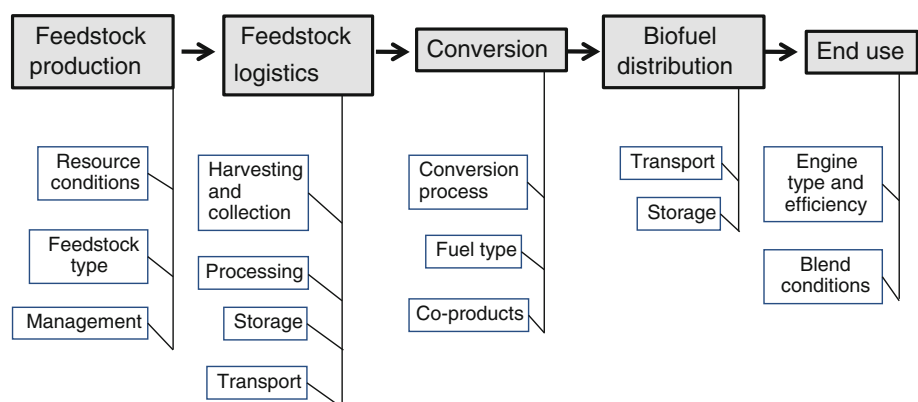 Feedstock
production
Feedstock
logistics
Conversion
Biofuel
distribution
End use
Resource
conditions
Feedstock
type
Management
Harvesting
and
collection
Processing
Storage
Transport
Conversion
process
Fuel type
Co-products
Transport
Storage
Engine
type and
efficiency
Blend
conditions